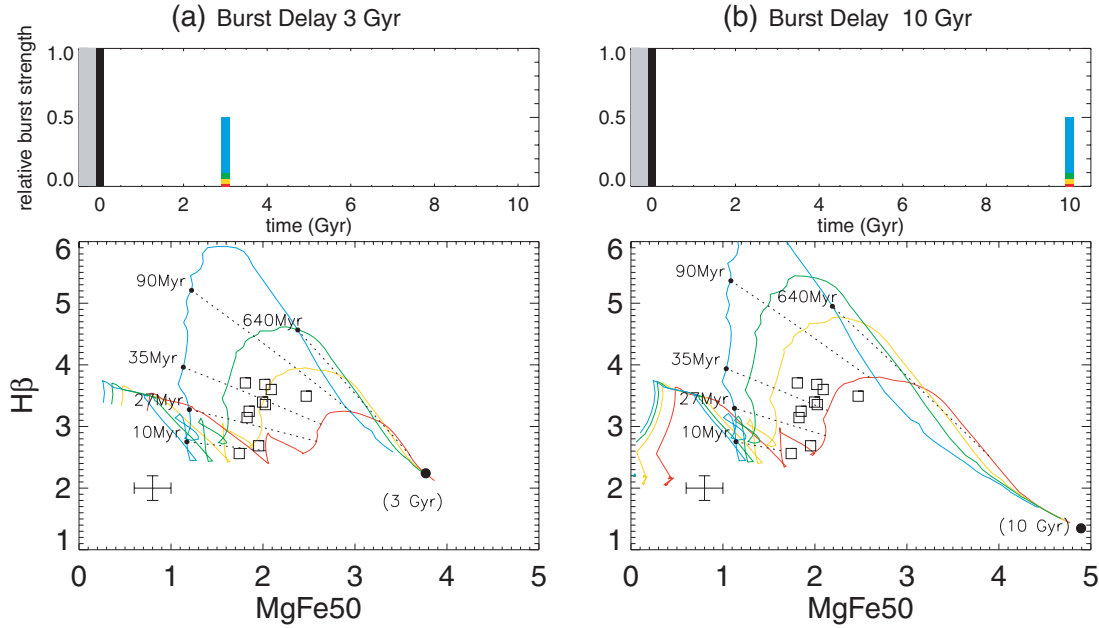 (a) Burst Delay 3 Gyr
(b) Burst Delay 10 Gyr
relative burst strength
1.0
0.5
0.0
0 2 4 6 8 10
time (Gyr)
1.0
0.5
0.0
0 2 4 6 8 10
time (Gyr)
Hβ
6
5
4
3
2
1
90Myr
640Myr
35Myr
27Myr
10Myr
(3 Gyr)
0 1 2 3 4 5
MgFe50
6
5
4
3
2
1
90Myr
640Myr
35Myr
27Myr
10Myr
(10 Gyr)
0 1 2 3 4 5
MgFe50